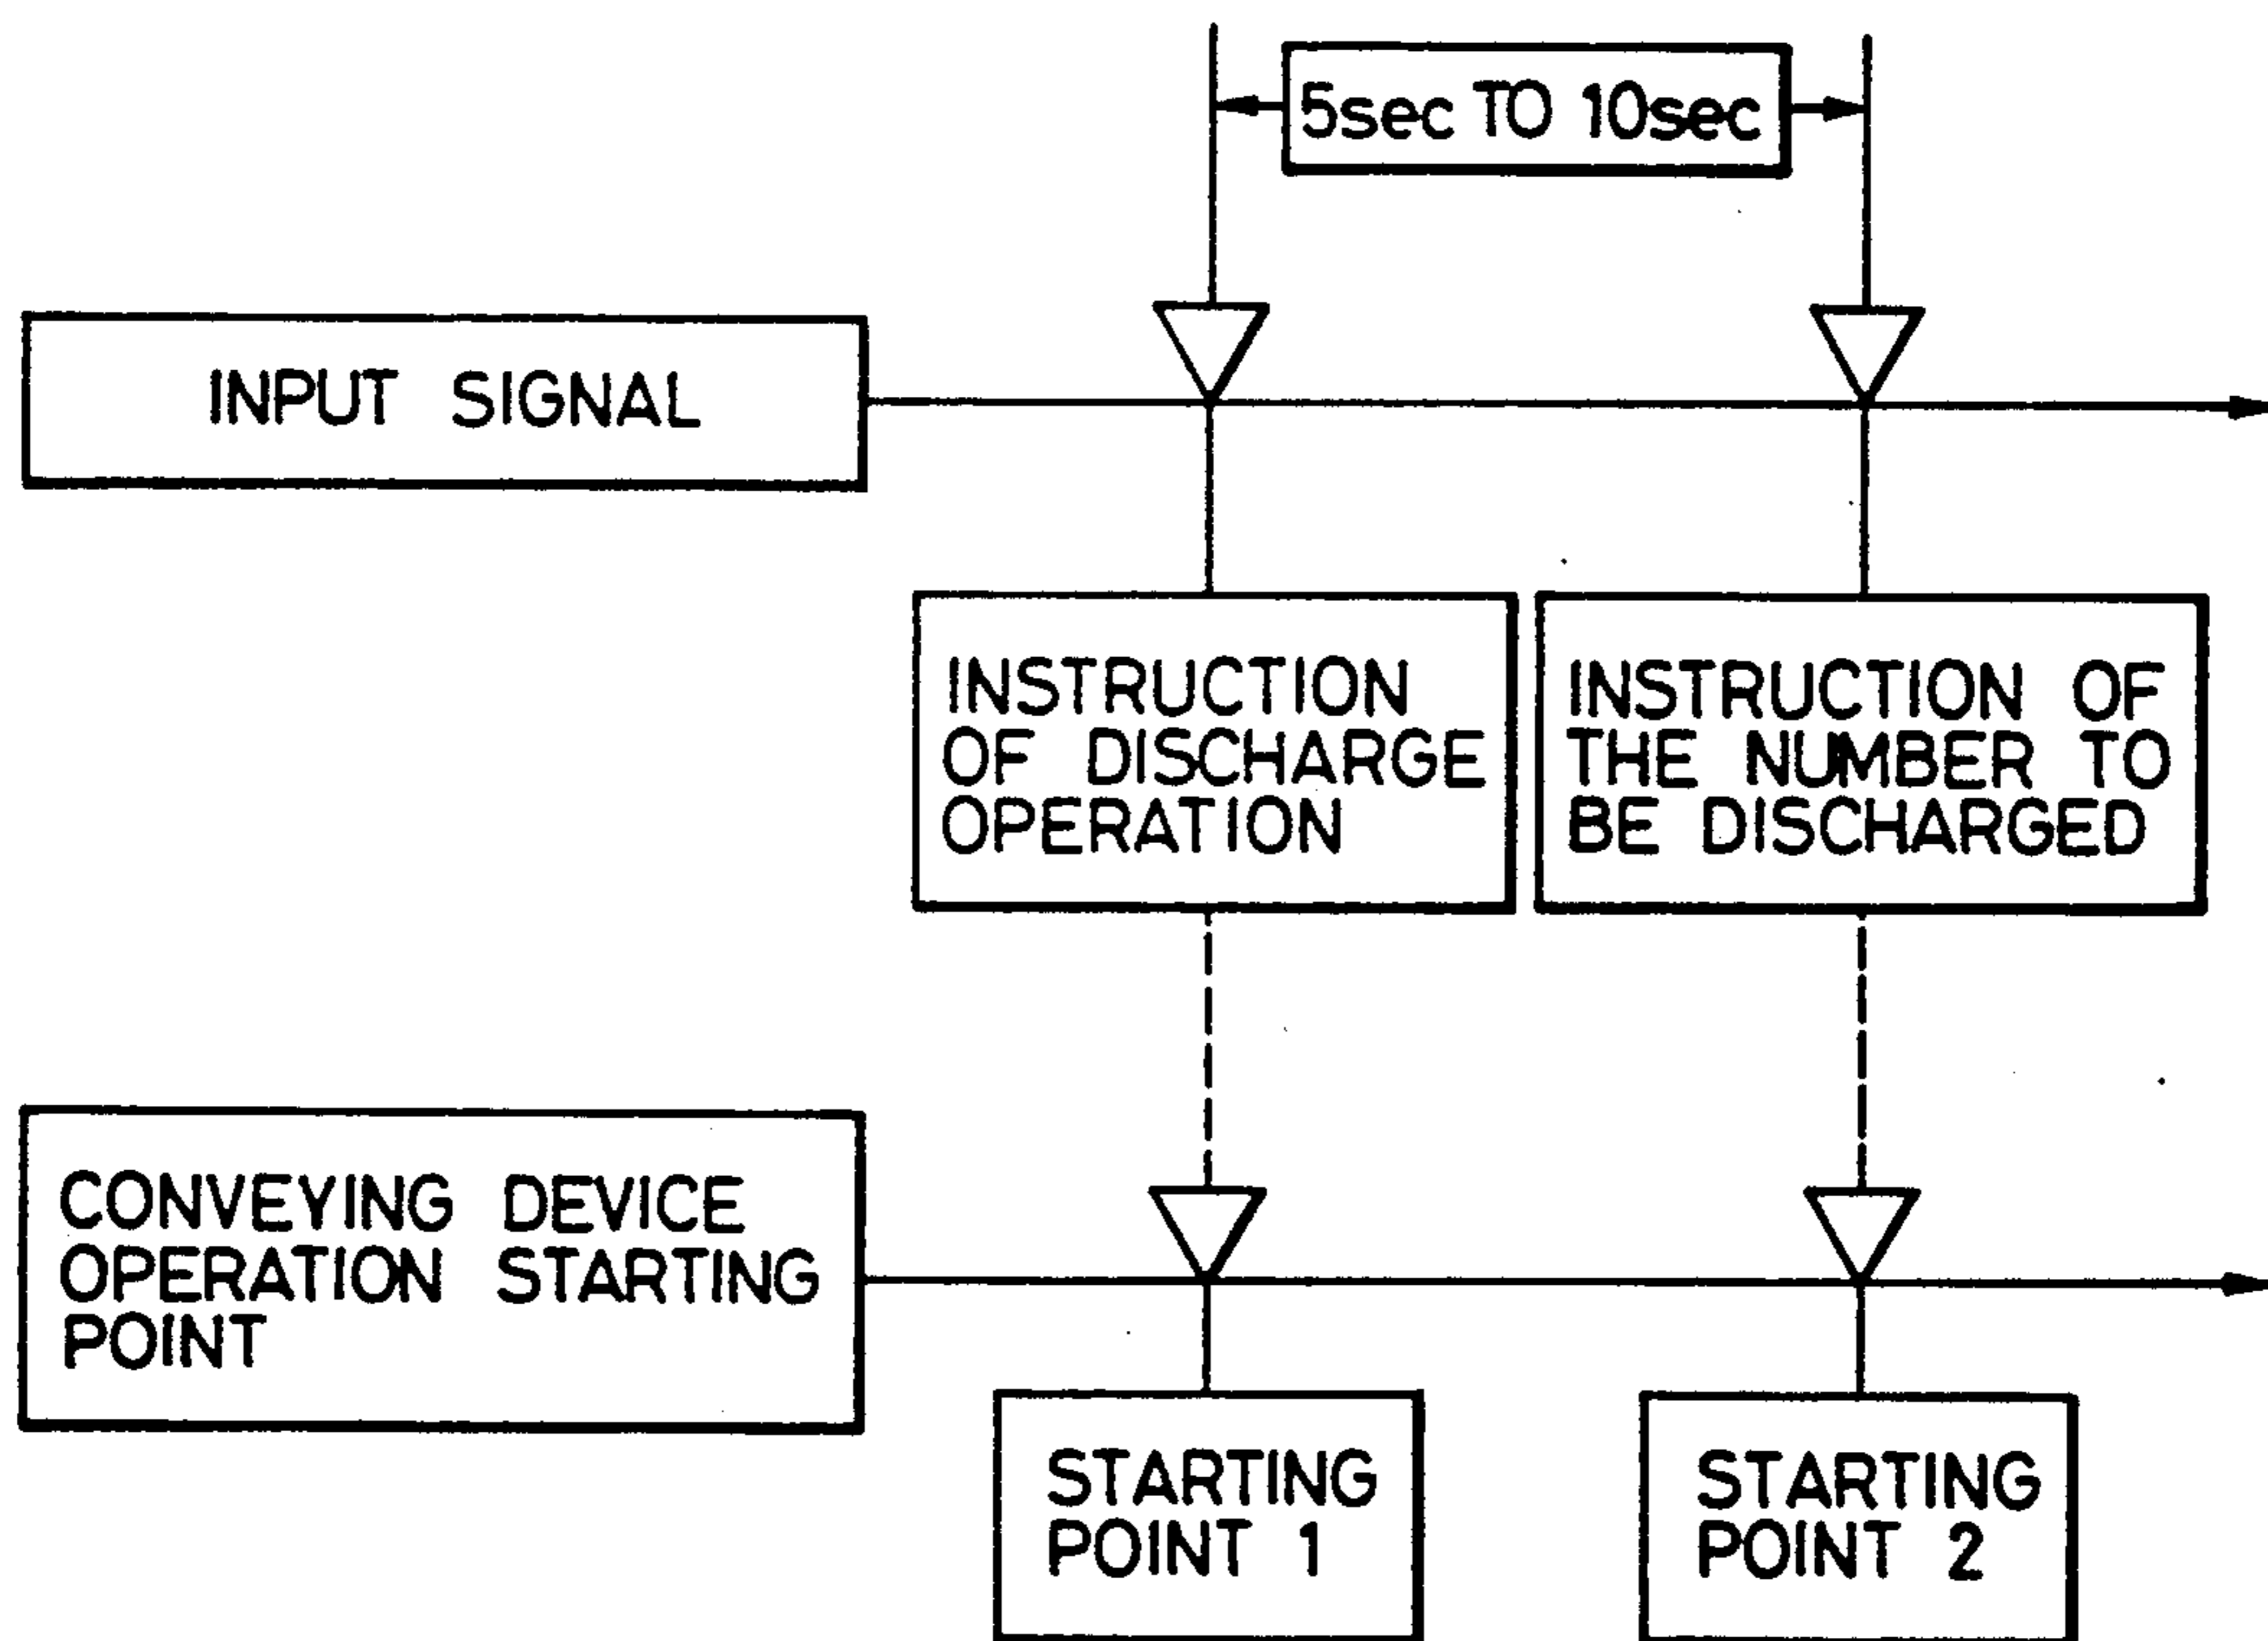 5sec TO 10sec
INPUT SIGNAL
INSTRUCTION
OF DISCHARGE
OPERATION
INSTRUCTION OF
THE NUMBER TO
BE DISCHARGED
CONVEYING DEVICE
OPERATION STARTING
POINT
STARTING
POINT 1
STARTING
POINT 2